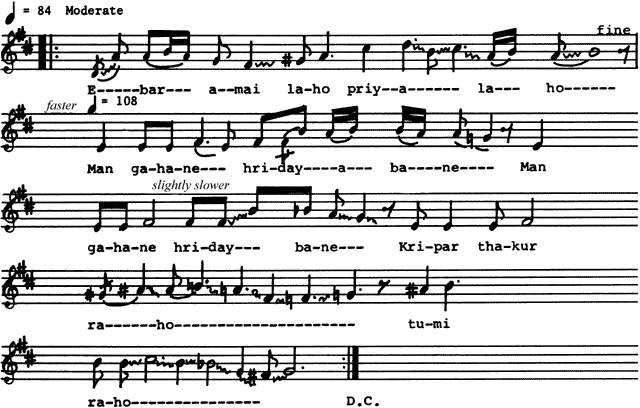 = 84 Moderate
fine
E-----bar--- a--mai la-ho priy--a------ la--- ho------
faster = 108
Man ga-ha-ne--- hri-day----a--- ba----ne---- Man
slightly slower
ga-ha-ne hri-day--- ba-ne--- Kri-par tha-kur
ra------ho---------------------- tu-mi
ra-ho--------------- D.C.